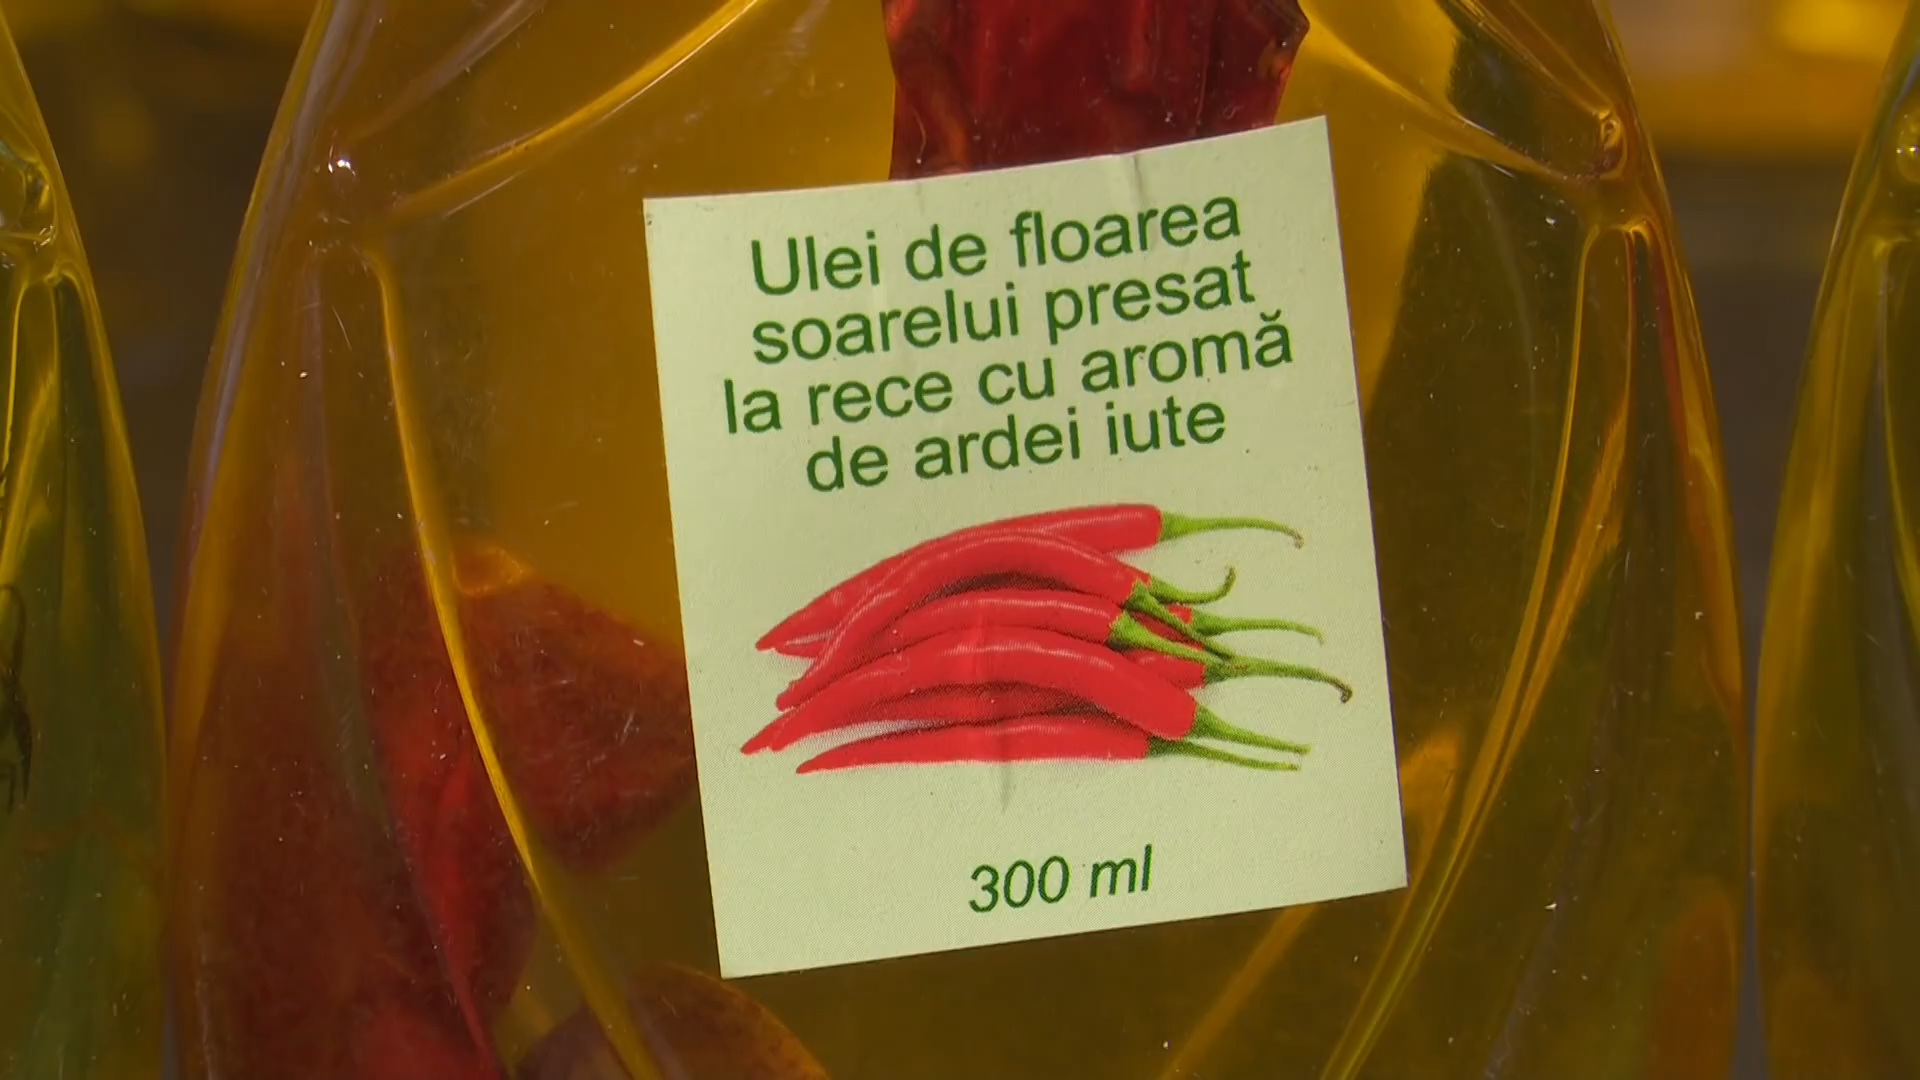 Ulei de floarea
soarelui presat
la rece cu aromă
de ardei iute
300 ml